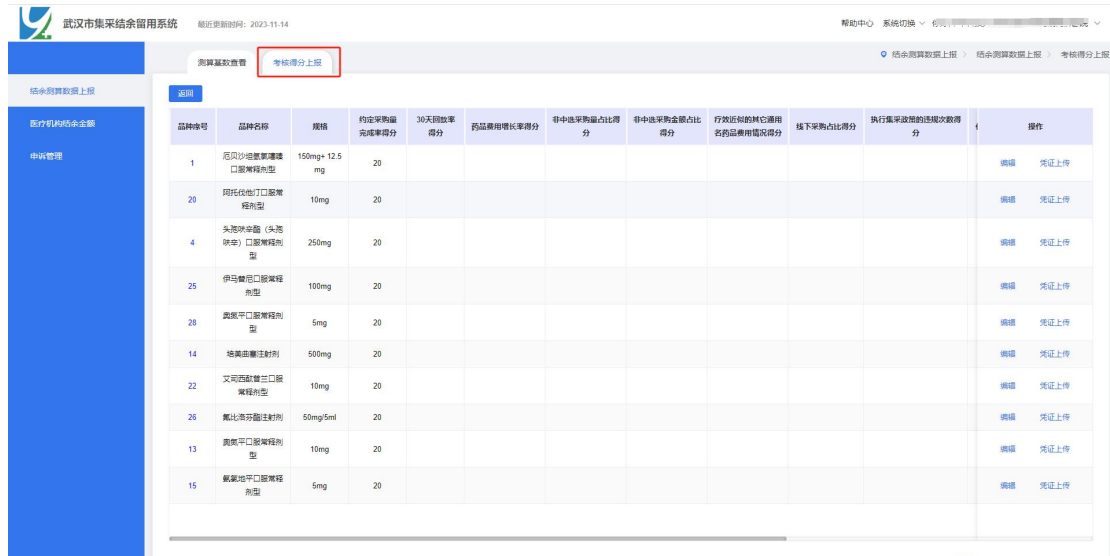 武汉市集采结余留用系统 最近更新时间：2023-11-14 帮助中心 系统切换
测算基数查看 考核得分上报 结余测算数据上报 > 结余测算数据上报 > 考核得分上报
结余测算数据上报
医疗机构结余金额
申诉管理
返回
品种序号 品种名称 规格 约定采购量完成率得分 30天回款率得分 药品费用增长率得分 非中选采购量占比得分 非中选采购金额占比得分 疗效近似的其它通用名药品费用情况得分 线下采购占比得分 执行集采政策的违规次数得分 操作
1 厄贝沙坦氢氯噻嗪口服常释剂型 150mg+12.5mg 20 编辑 凭证上传
20 阿托伐他汀口服常释剂型 10mg 20 编辑 凭证上传
4 头孢呋辛酯（头孢呋辛）口服常释剂型 250mg 20 编辑 凭证上传
25 伊马替尼口服常释剂型 100mg 20 编辑 凭证上传
28 奥氮平口服常释剂型 5mg 20 编辑 凭证上传
14 培美曲塞注射剂 500mg 20 编辑 凭证上传
22 艾司西酞普兰口服常释剂型 10mg 20 编辑 凭证上传
26 氟比洛芬酯注射剂 50mg/5ml 20 编辑 凭证上传
13 奥氮平口服常释剂型 10mg 20 编辑 凭证上传
15 氨氯地平口服常释剂型 5mg 20 编辑 凭证上传